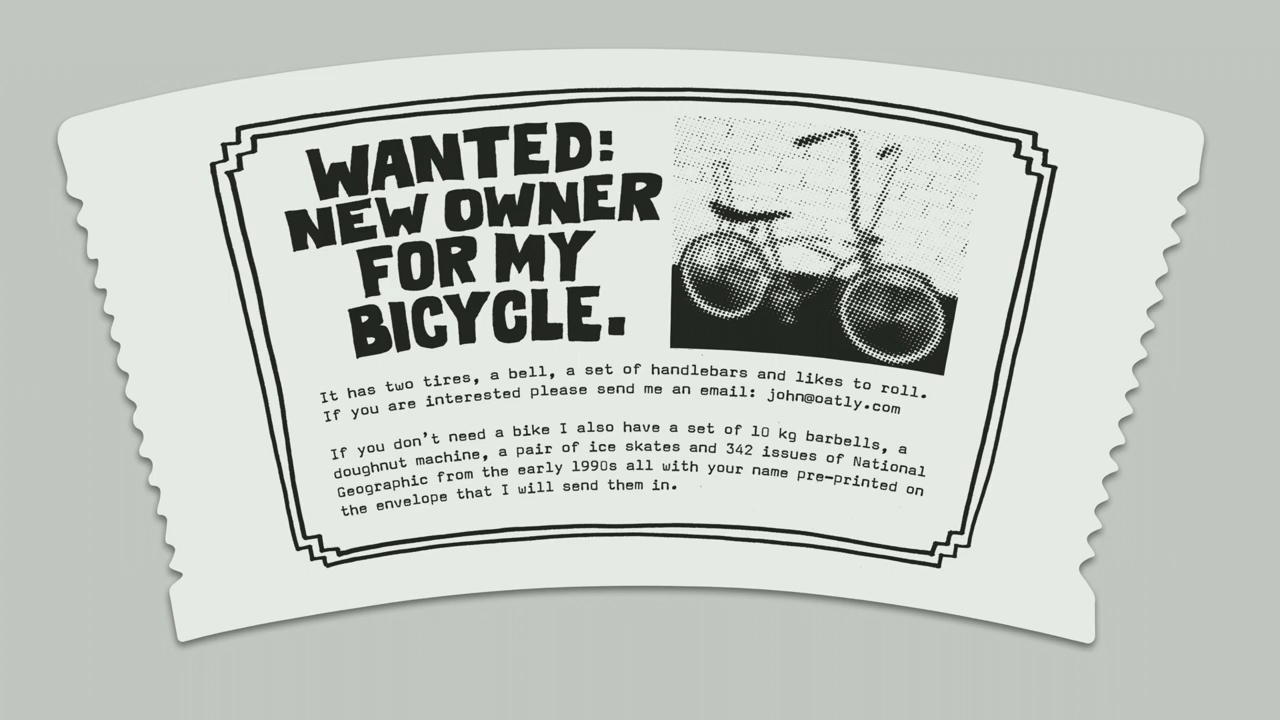 WANTED:
NEW OWNER
FOR MY
BICYCLE.
It has two tires, a bell, a set of handlebars and likes to roll.
If you are interested please send me an email: john@oatly.com
If you don't need a bike I also have a set of 10 kg barbells, a
doughnut machine, a pair of ice skates and 342 issues of National
Geographic from the early 1990s all with your name pre-printed on
the envelope that I will send them in.